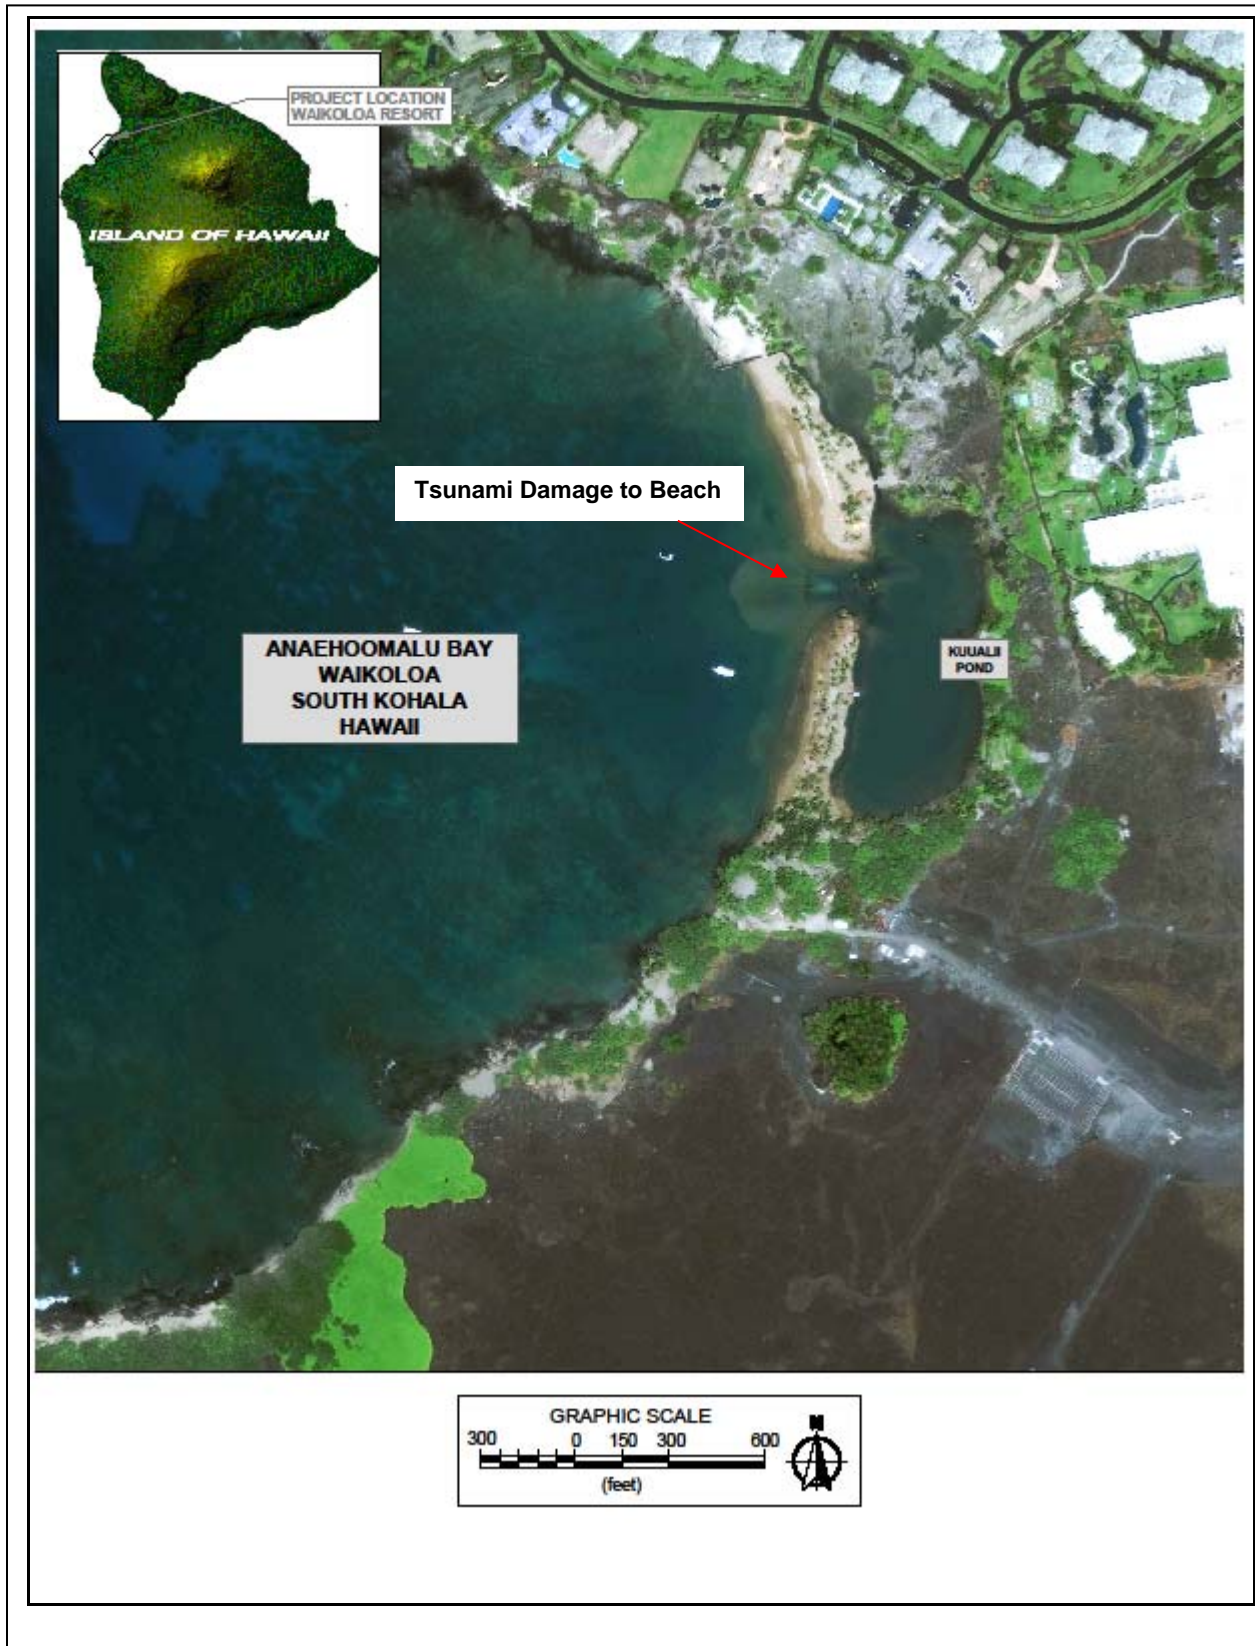 PROJECT LOCATION
WAIKOLOA RESORT
ISLAND OF HAWAII
Tsunami Damage to Beach
ANAEHOOMALU BAY
WAIKOLOA
SOUTH KOHALA
HAWAII
KUUALII
POND
GRAPHIC SCALE
300 0 150 300 600
(feet)
N